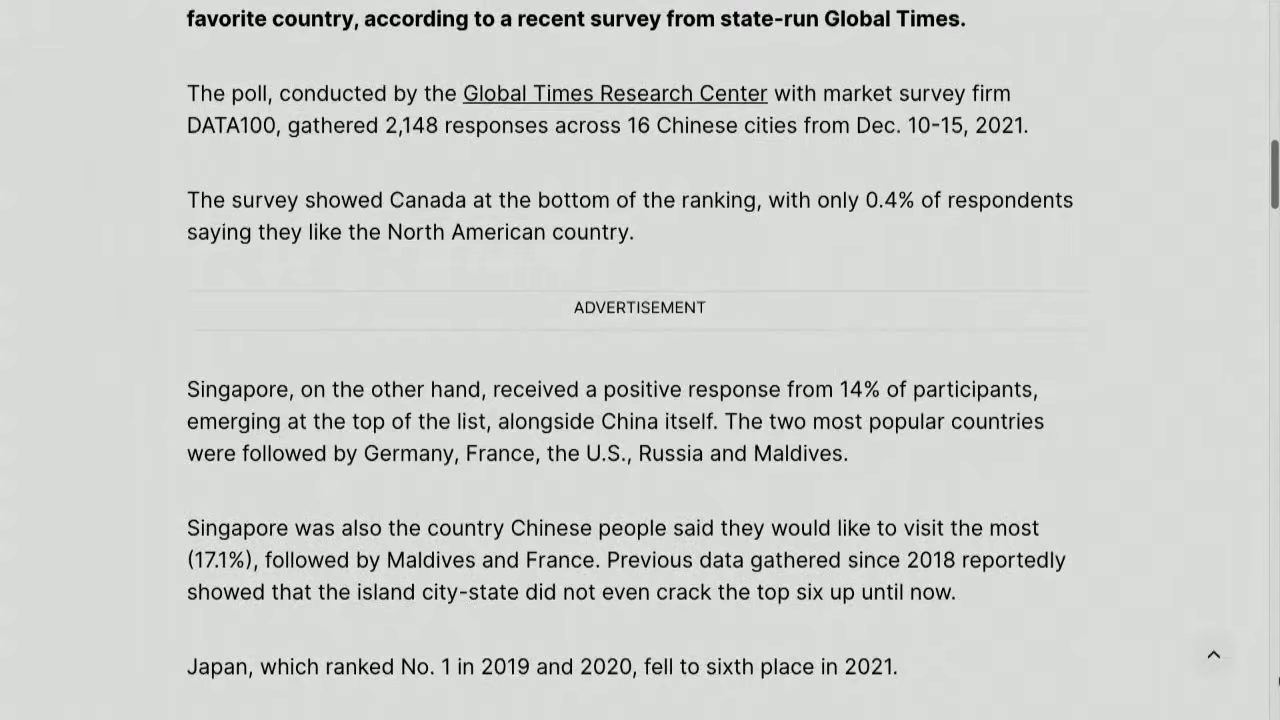 favorite country, according to a recent survey from state-run Global Times.
The poll, conducted by the Global Times Research Center with market survey firm
DATA100, gathered 2,148 responses across 16 Chinese cities from Dec. 10-15, 2021.
The survey showed Canada at the bottom of the ranking, with only 0.4% of respondents
saying they like the North American country.
ADVERTISEMENT
Singapore, on the other hand, received a positive response from 14% of participants,
emerging at the top of the list, alongside China itself. The two most popular countries
were followed by Germany, France, the U.S., Russia and Maldives.
Singapore was also the country Chinese people said they would like to visit the most
(17.1%), followed by Maldives and France. Previous data gathered since 2018 reportedly
showed that the island city-state did not even crack the top six up until now.
Japan, which ranked No. 1 in 2019 and 2020, fell to sixth place in 2021.